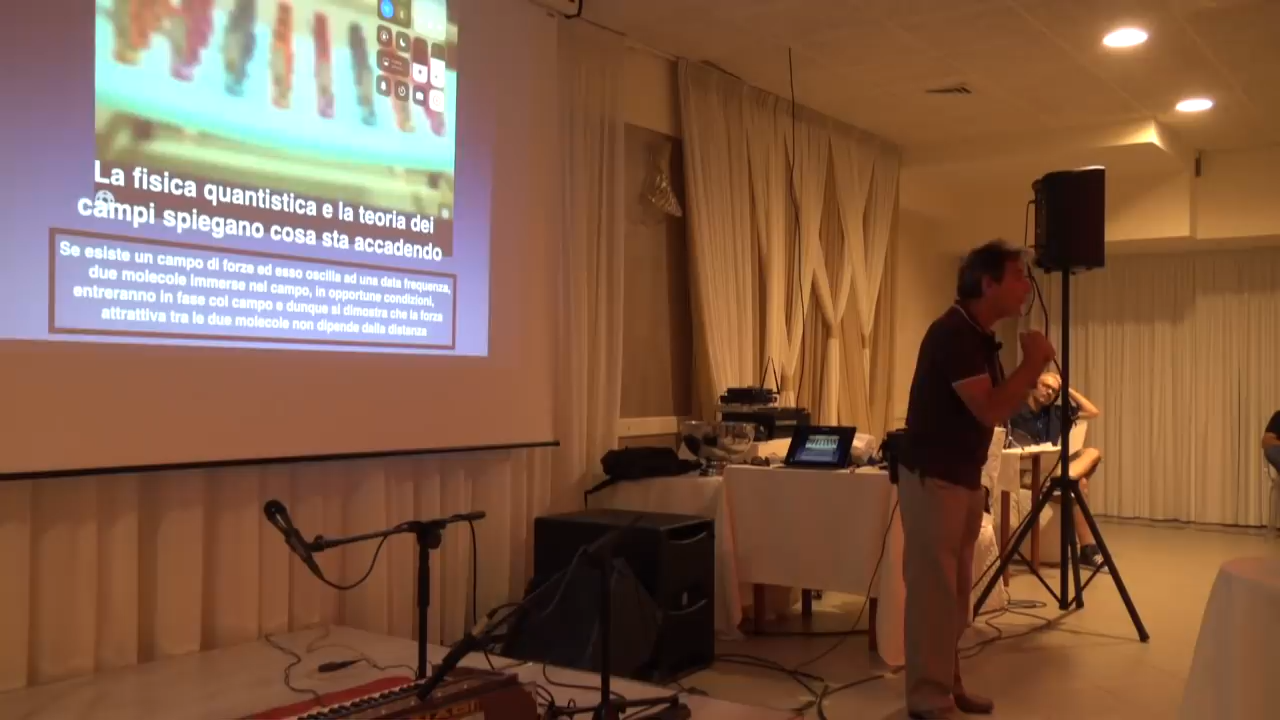 La fisica quantistica e la teoria dei
campi spiegano cosa sta accadendo
Se esiste un campo di forze ed esso oscilla ad una data frequenza,
due molecole immerse nel campo, in opportune condizioni,
entreranno in fase col campo e dunque si dimostra che la forza
attrattiva tra le due molecole non dipende dalla distanza